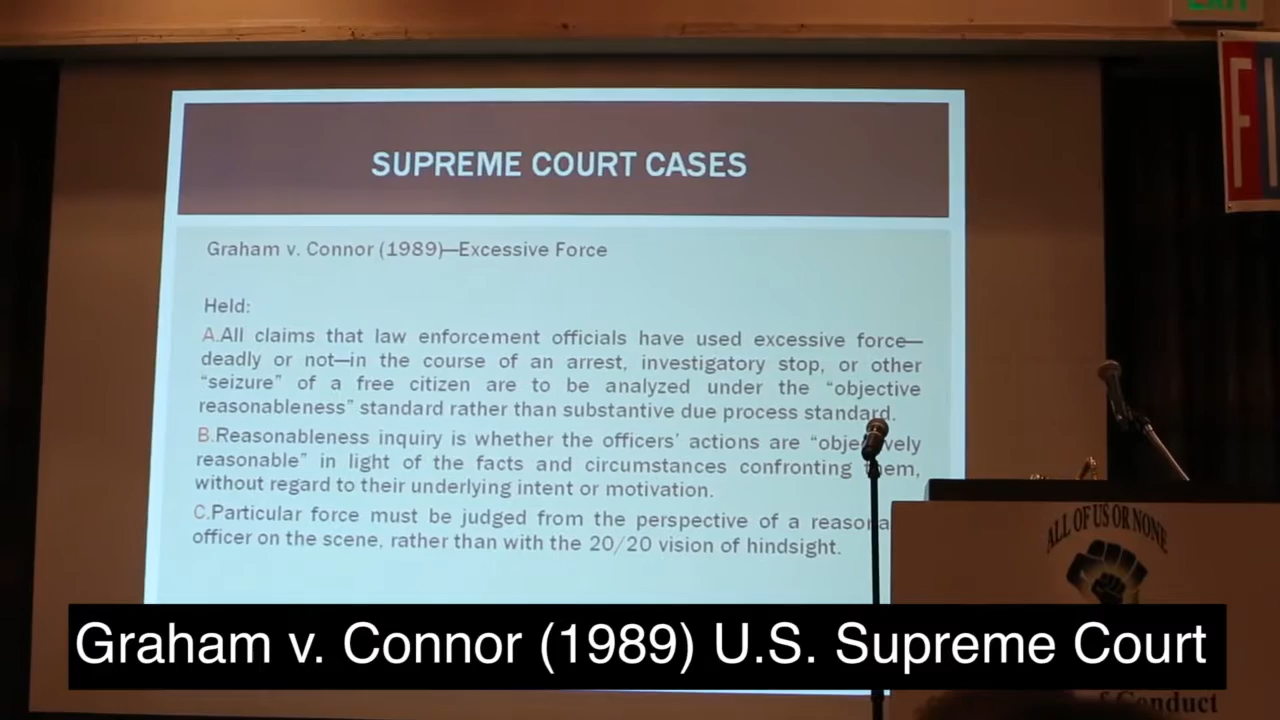 EXIT
SUPREME COURT CASES
Graham v. Connor (1989)—Excessive Force
Held:
A.All claims that law enforcement officials have used excessive force—
deadly or not—in the course of an arrest, investigatory stop, or other
“seizure” of a free citizen are to be analyzed under the “objective
reasonableness” standard rather than substantive due process standard.
B.Reasonableness inquiry is whether the officers’ actions are “objectively
reasonable” in light of the facts and circumstances confronting them,
without regard to their underlying intent or motivation.
C.Particular force must be judged from the perspective of a
officer on the scene, rather than with the 20/20 vision of hindsight.
ALL OF US OR NONE
Conduct
Graham v. Connor (1989) U.S. Supreme Court